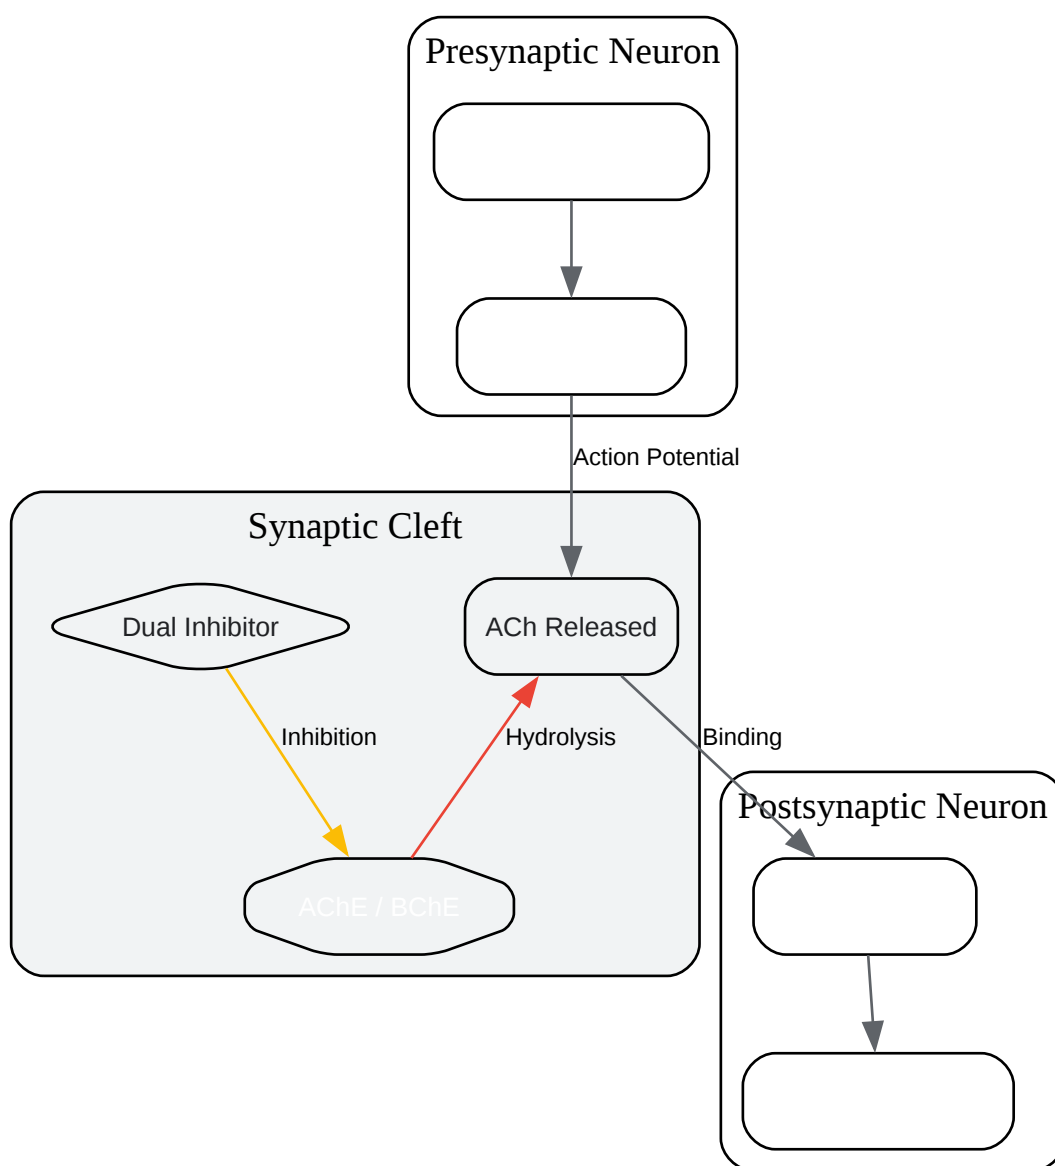 Presynaptic Neuron
Action Potential
Synaptic Cleft
Dual Inhibitor
ACh Released
Inhibition
Hydrolysis
Binding
Postsynaptic Neuron
AChE / BChE